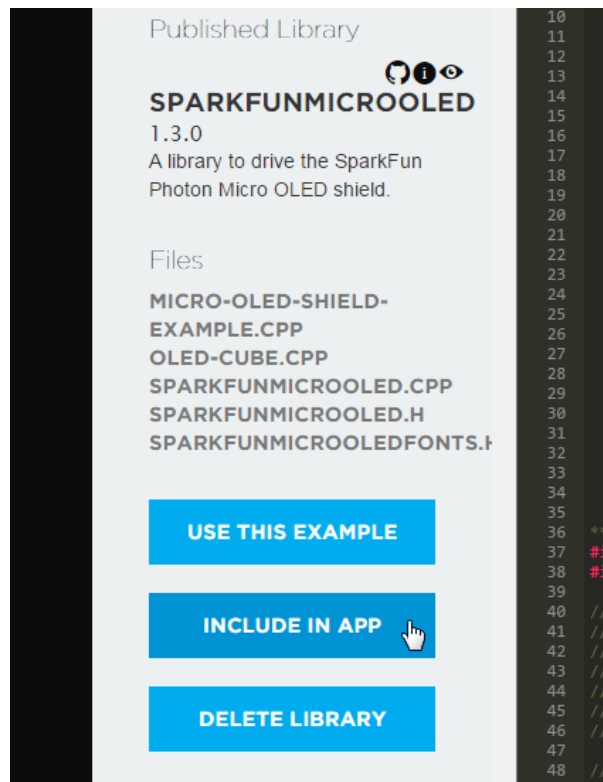 Published Library
SPARKFUNMICROOLED
1.3.0
A library to drive the SparkFun
Photon Micro OLED shield.
Files
MICRO-OLED-SHIELD-
EXAMPLE.CPP
OLED-CUBE.CPP
SPARKFUNMICROOLED.CPP
SPARKFUNMICROOLED.H
SPARKFUNMICROOLEDFONTS.H
USE THIS EXAMPLE
INCLUDE IN APP
DELETE LIBRARY
10
11
12
13
14
15
16
17
18
19
20
21
22
23
24
25
26
27
28
29
30
31
32
33
34
35
36 **
37 #i
38 #i
39
40 //
41 //
42 //
43 //
44 //
45 //
46 //
47
48 //